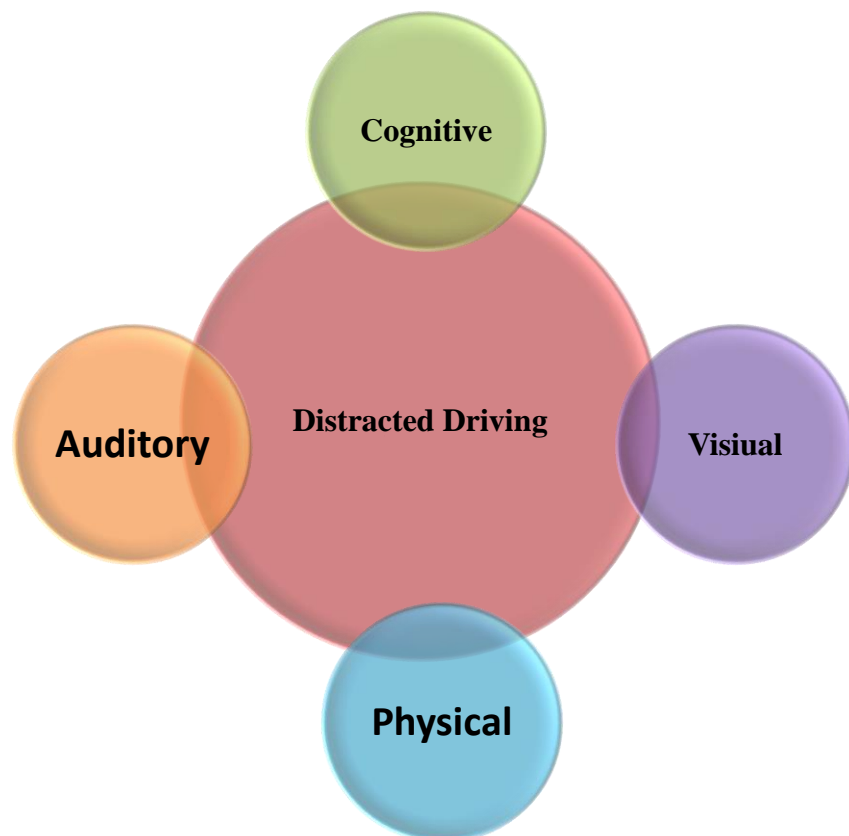 Cognitive
Distracted Driving
Auditory
Visiual
Physical